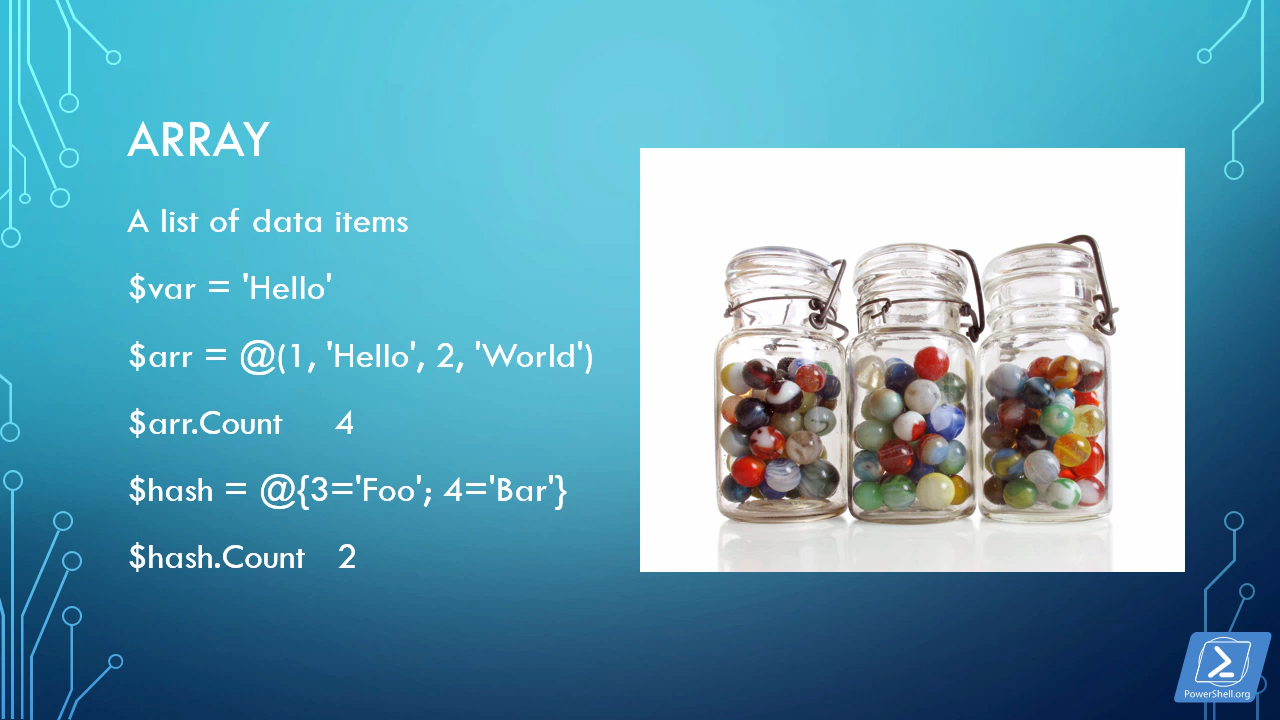 ARRAY
A list of data items
$var = 'Hello'
$arr = @(1, 'Hello', 2, 'World')
$arr.Count 4
$hash = @{3='Foo'; 4='Bar'}
$hash.Count 2
PowerShell.org